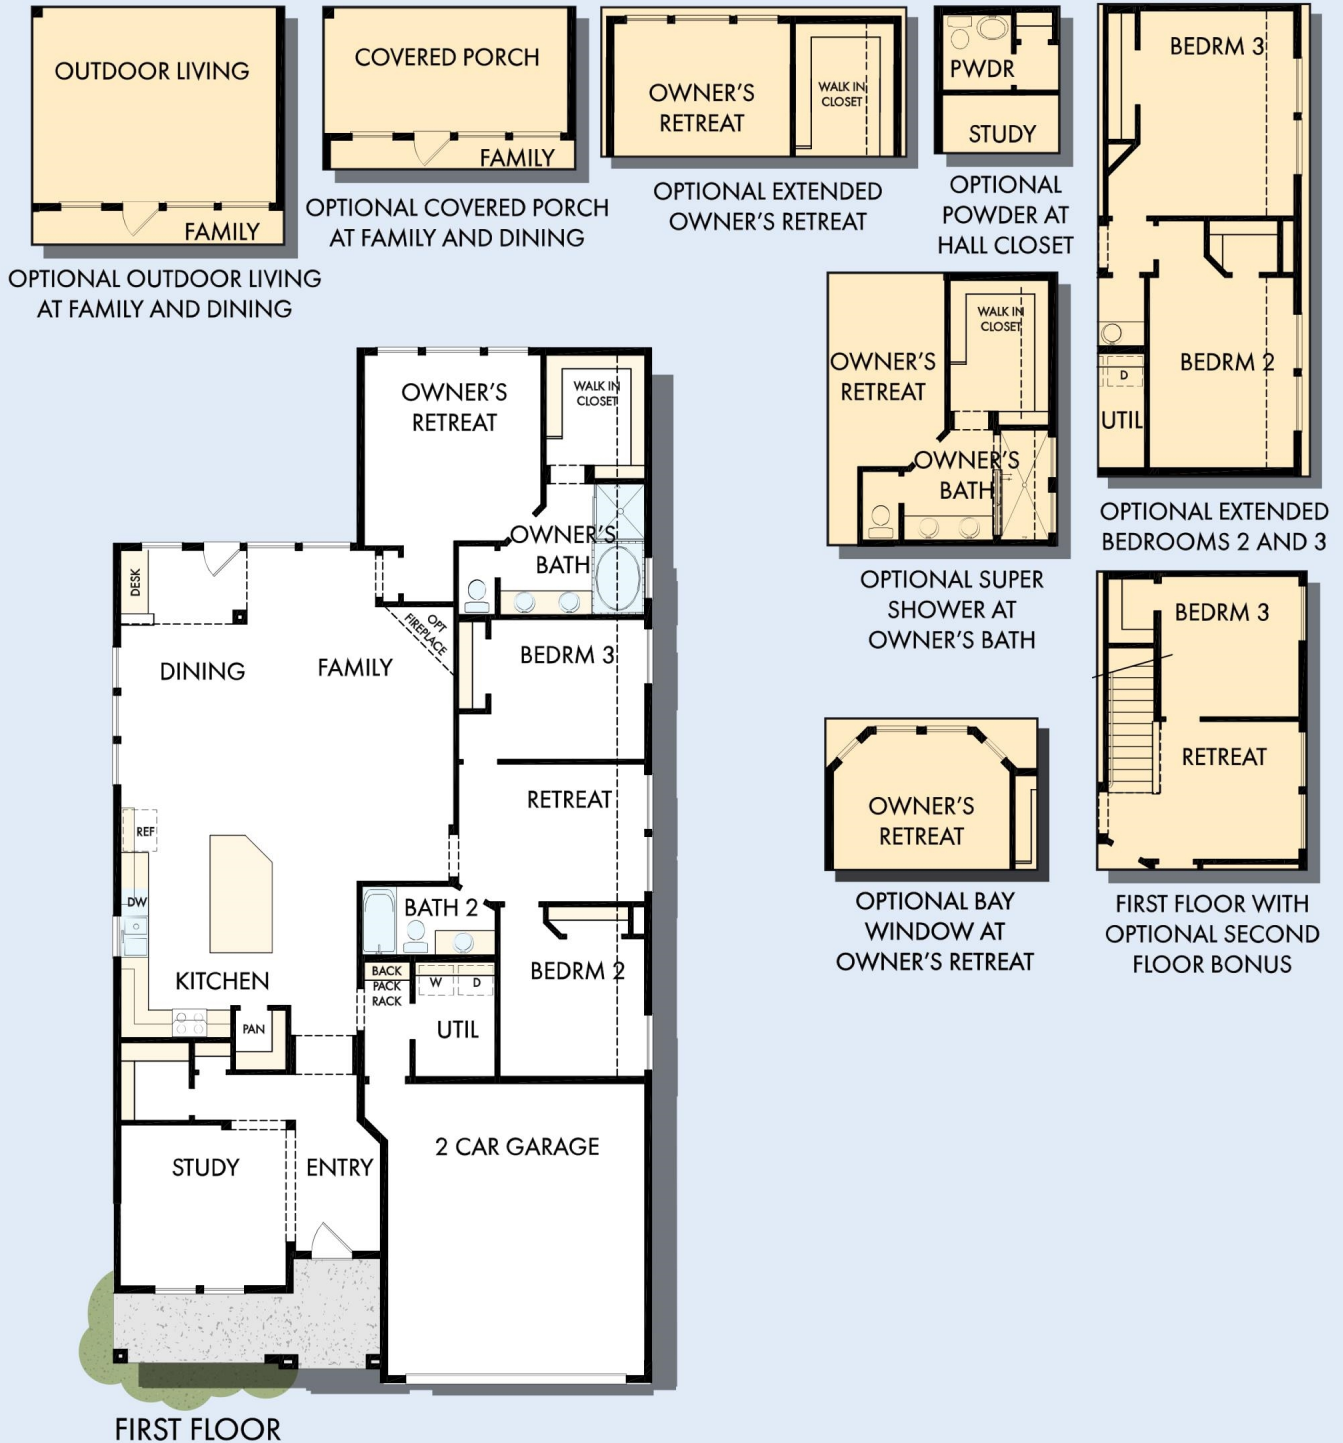 OUTDOOR LIVING
FAMILY
OPTIONAL OUTDOOR LIVING
AT FAMILY AND DINING
COVERED PORCH
FAMILY
OPTIONAL COVERED PORCH
AT FAMILY AND DINING
OWNER'S
RETREAT
WALK IN
CLOSET
OPTIONAL EXTENDED
OWNER'S RETREAT
PWDR
STUDY
OPTIONAL
POWDER AT
HALL CLOSET
BEDRM 3
BEDRM 2
D
UTIL
OPTIONAL EXTENDED
BEDROOMS 2 AND 3
WALK IN
CLOSET
OWNER'S
RETREAT
OWNER'S
BATH
OPTIONAL SUPER
SHOWER AT
OWNER'S BATH
BEDRM 3
RETREAT
FIRST FLOOR WITH
OPTIONAL SECOND
FLOOR BONUS
OWNER'S
RETREAT
OPTIONAL BAY
WINDOW AT
OWNER'S RETREAT
OWNER'S
RETREAT
WALK IN
CLOSET
OWNER'S
BATH
DESK
OPT
FIREPLACE
DINING
FAMILY
BEDRM 3
RETREAT
REF
DW
BATH 2
KITCHEN
BACK
PACK
RACK
W
D
BEDRM 2
PAN
UTIL
STUDY
ENTRY
2 CAR GARAGE
FIRST FLOOR